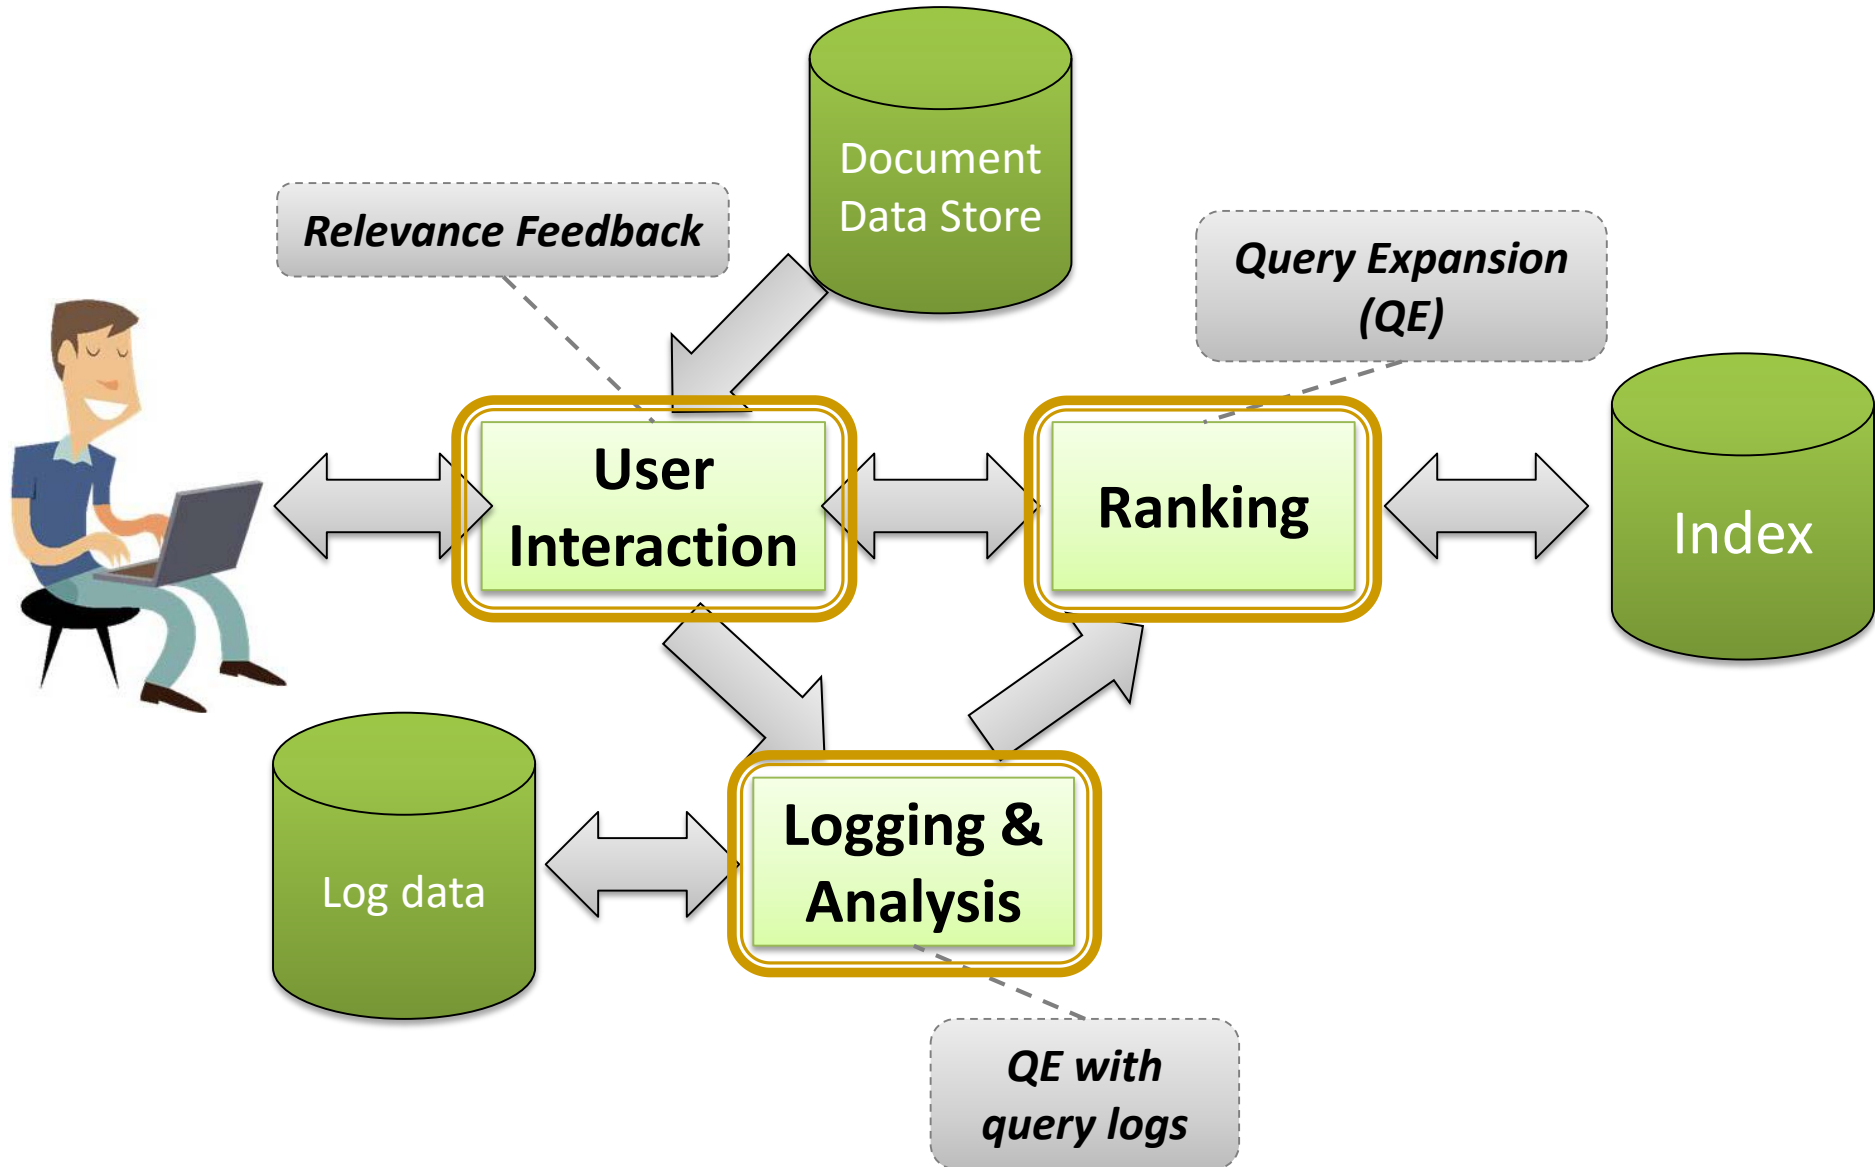 Document
Data Store
Relevance Feedback
Query Expansion
(QE)
User
Interaction
Ranking
Index
Logging &
Analysis
Log data
QE with
query logs